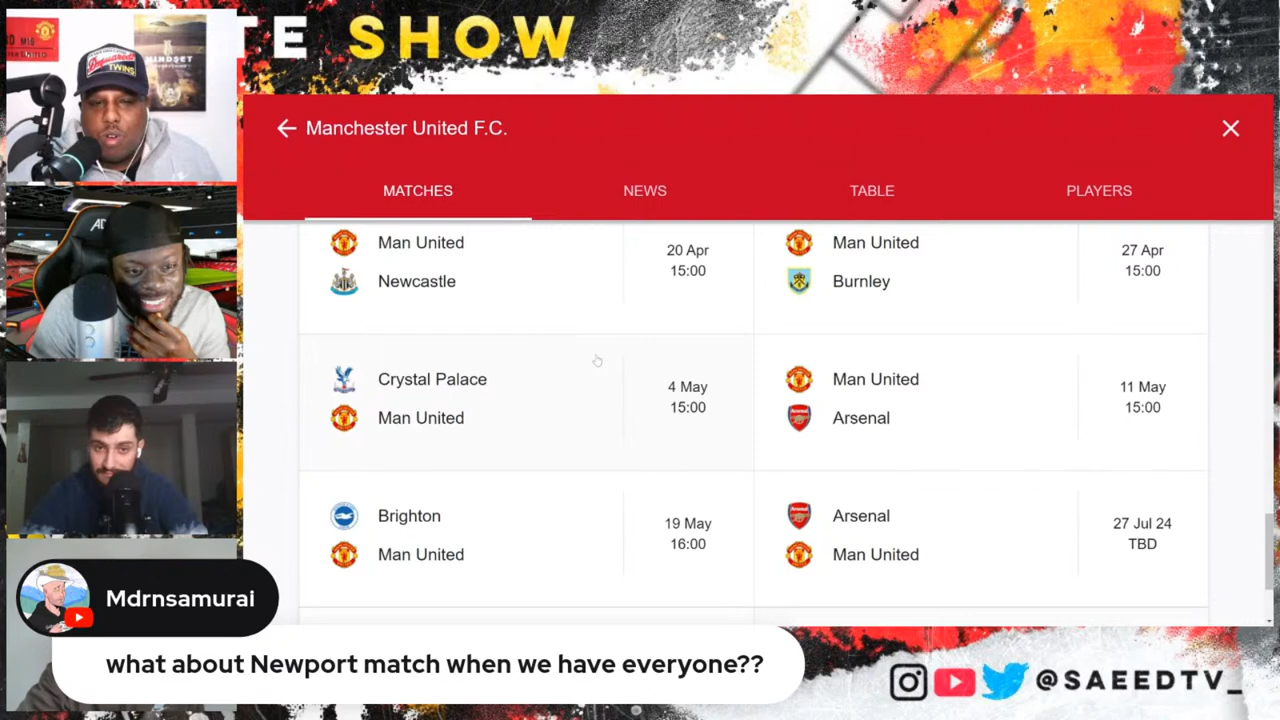 TE SHOW
MINDSET
TWINS
Manchester United F.C.
MATCHES
NEWS
TABLE
PLAYERS
Man United
Newcastle
20 Apr
15:00
Man United
Burnley
27 Apr
15:00
Crystal Palace
Man United
4 May
15:00
Man United
Arsenal
11 May
15:00
Brighton
Man United
19 May
16:00
Arsenal
Man United
27 Jul 24
TBD
Mdrnsamurai
what about Newport match when we have everyone??
@SAEEDTV_